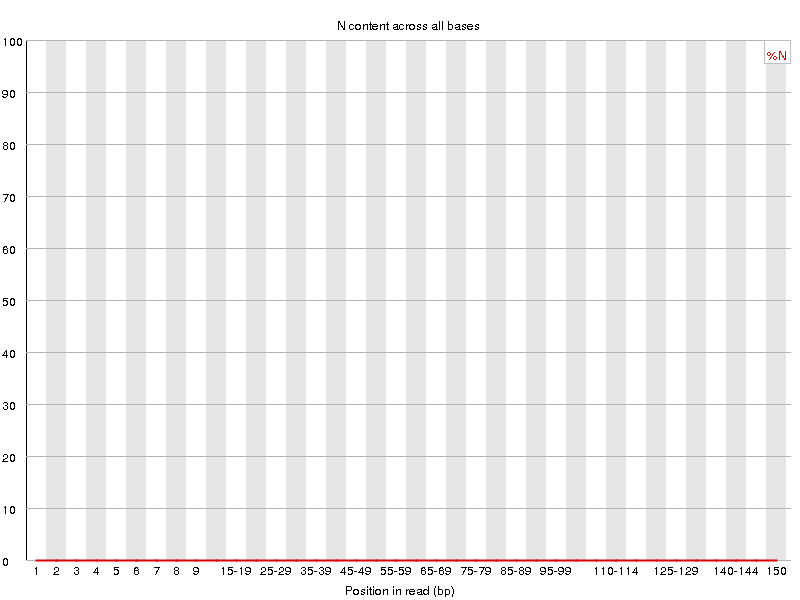 N content across all bases
%N
100
90
80
70
60
50
40
30
20
10
0
1 2 3 4 5 6 7 8 9 15-19 25-29 35-39 45-49 55-59 65-69 75-79 85-89 95-99 110-114 125-129 140-144 150
Position in read (bp)